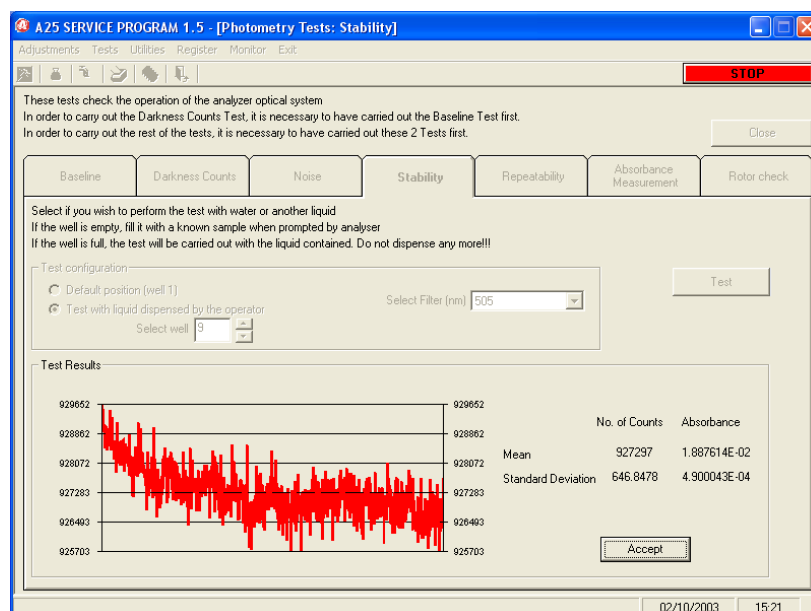 A25 SERVICE PROGRAM 1.5 - [Photometry Tests: Stability]
Adjustments Tests Utilities Register Monitor Exit
STOP
These tests check the operation of the analyzer optical system
In order to carry out the Darkness Counts Test, it is necessary to have carried out the Baseline Test first.
In order to carry out the rest of the tests, it is necessary to have carried out these 2 Tests first.
Close
Baseline Darkness Counts Noise Stability Repeatability Absorbance Measurement Rotor check
Select if you wish to perform the test with water or another liquid
If the well is empty, fill it with a known sample when prompted by analyser
If the well is full, the test will be carried out with the liquid contained. Do not dispense any more!!!
Test configuration
Default position (well 1)
Test with liquid dispensed by the operator
Select well 9
Select Filter (nm) 505
Test
Test Results
929652 929652
928862 928862
928072 928072
927283 927283
926493 926493
925703 925703
No. of Counts Absorbance
Mean 927297 1.887614E-02
Standard Deviation 646.8478 4.900043E-04
Accept
02/10/2003 15:21